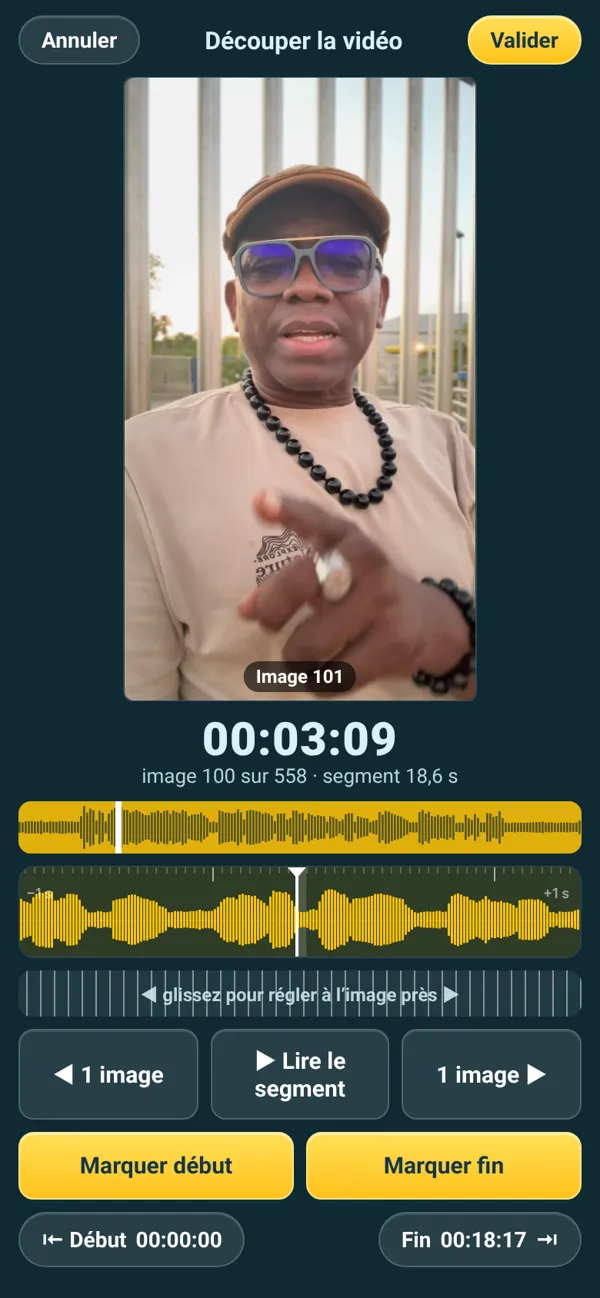 Annuler
Découper la vidéo
Valider
EXPLORE
Nature
Image 101
00:03:09
image 100 sur 558 · segment 18,6 s
−1 s
+1 s
◀ glissez pour régler à l’image près ▶
◀ 1 image
▶ Lire le
segment
1 image ▶
Marquer début
Marquer fin
⇤ Début 00:00:00
Fin 00:18:17 ⇥